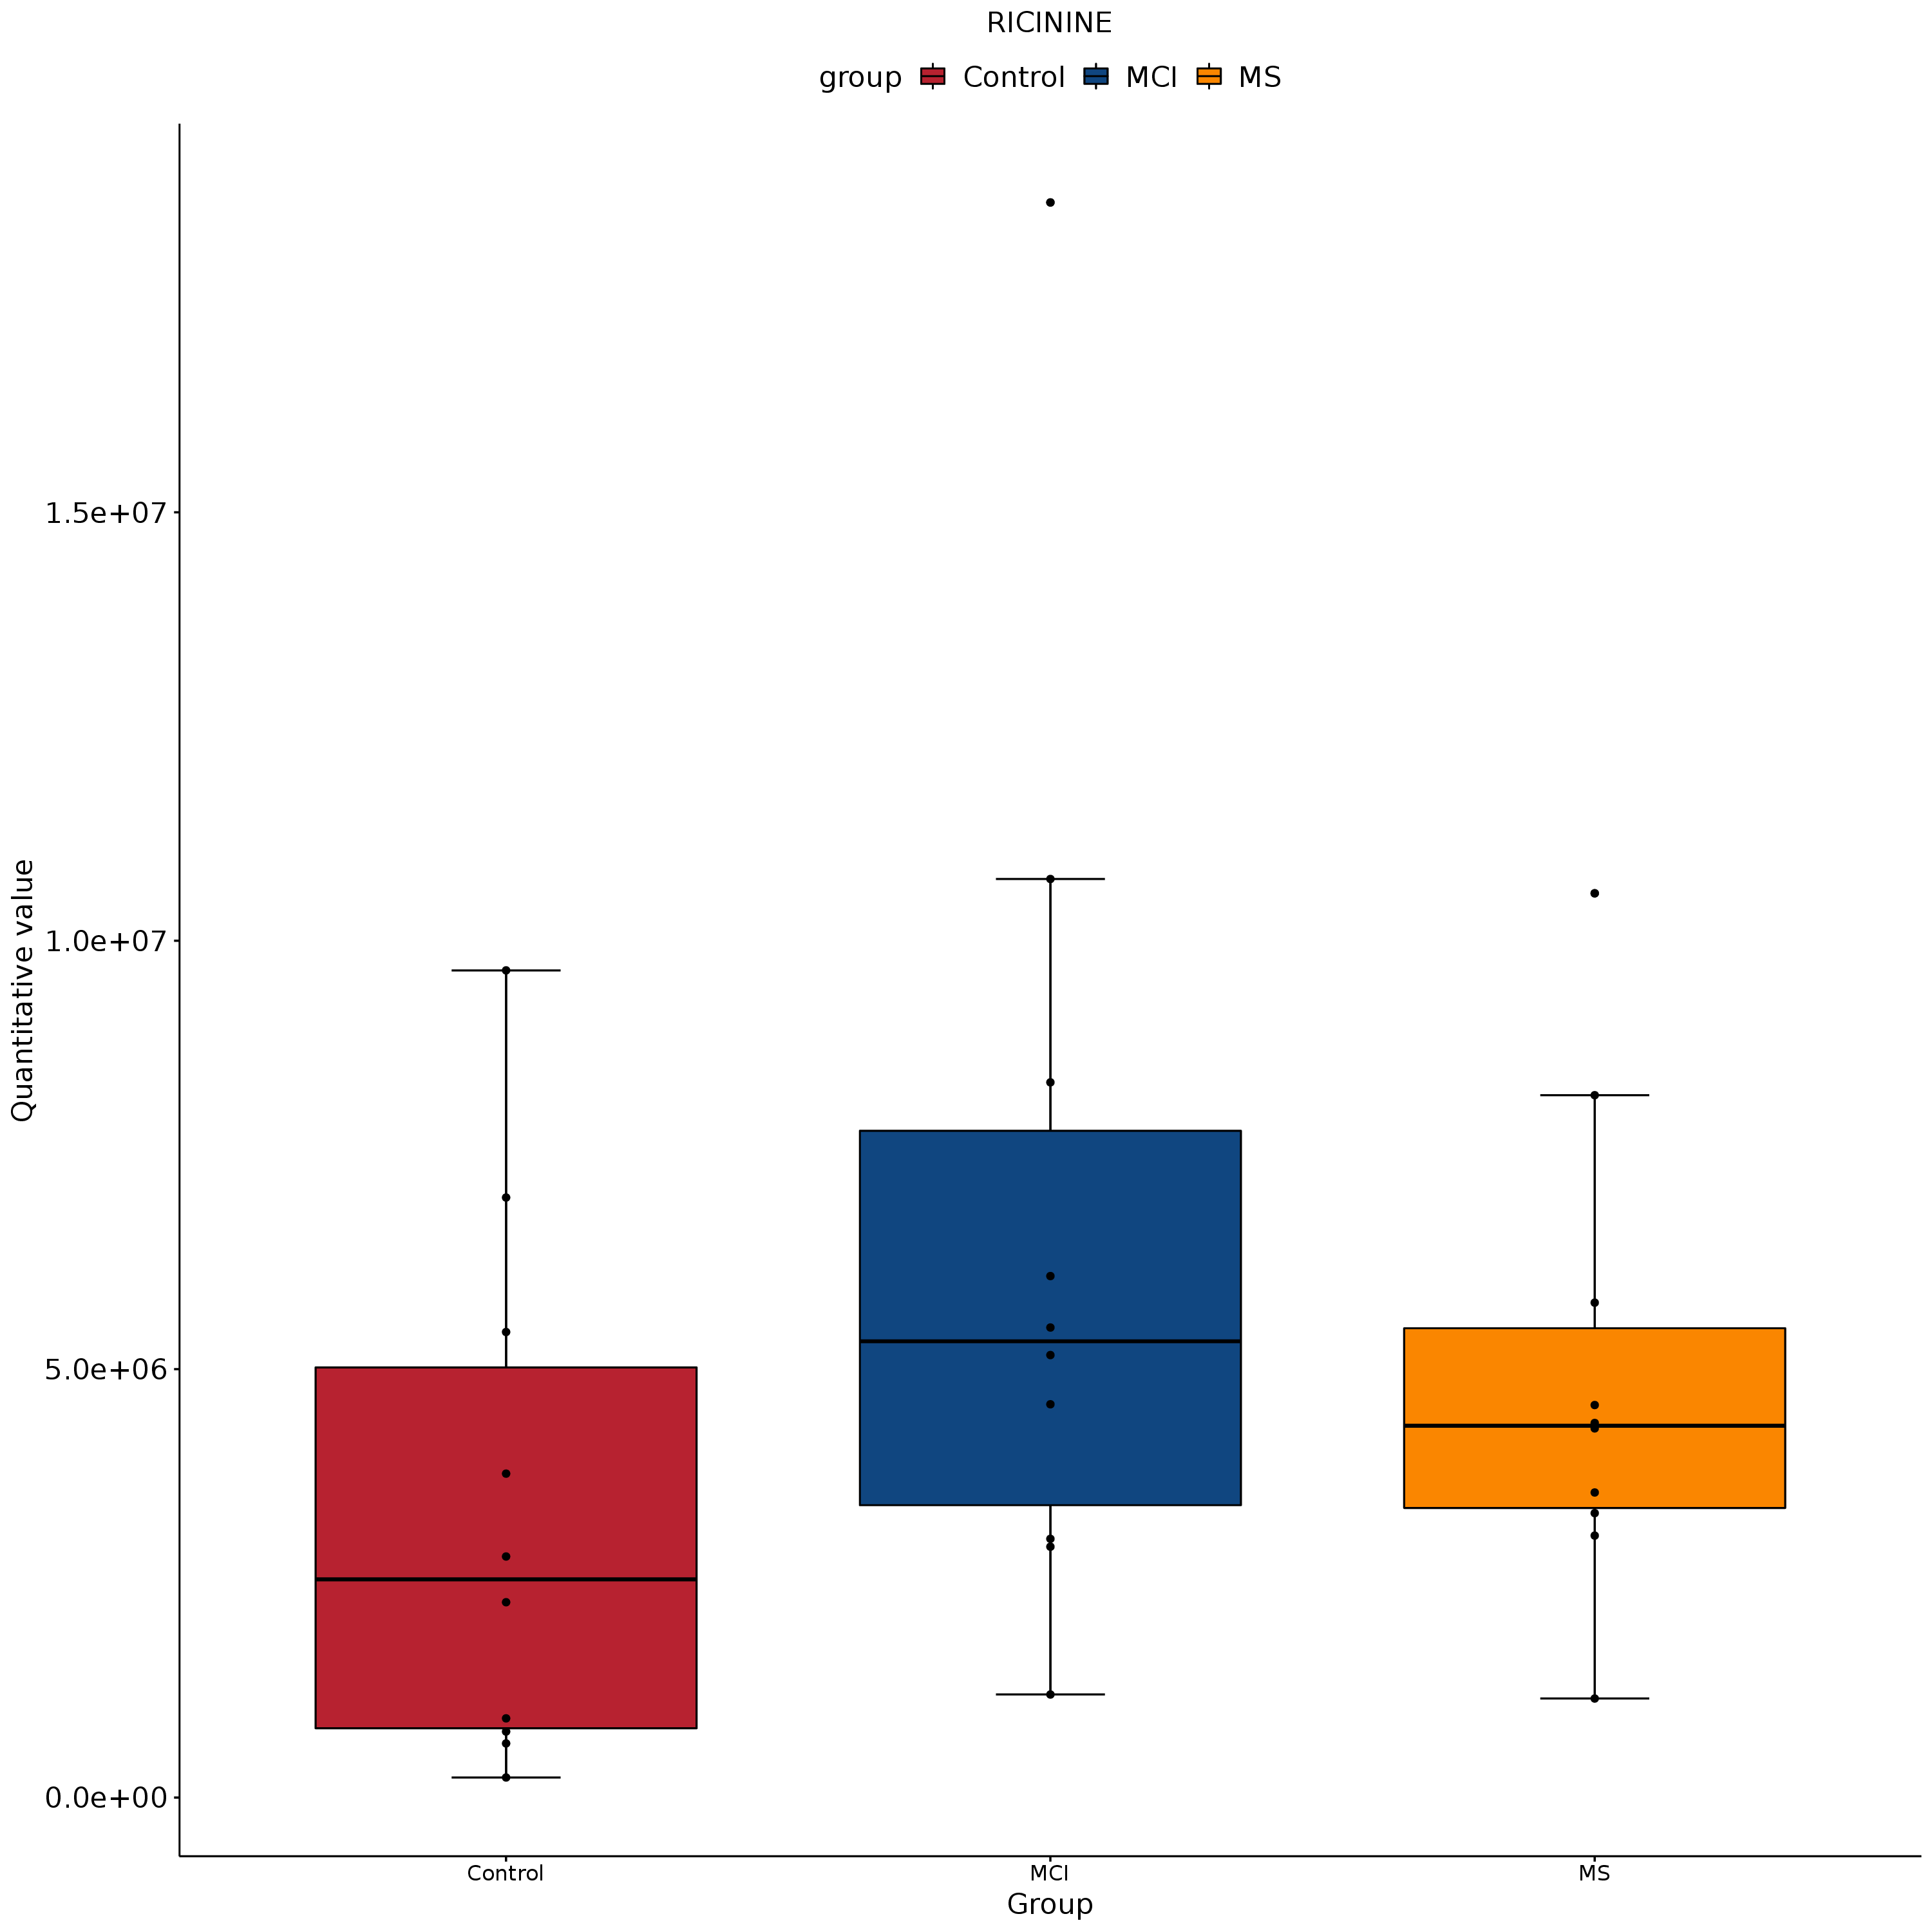 RICININE
group Control MCI MS
1.5e+07
1.0e+07
5.0e+06
0.0e+00
Quantitative value
Control MCI MS
Group